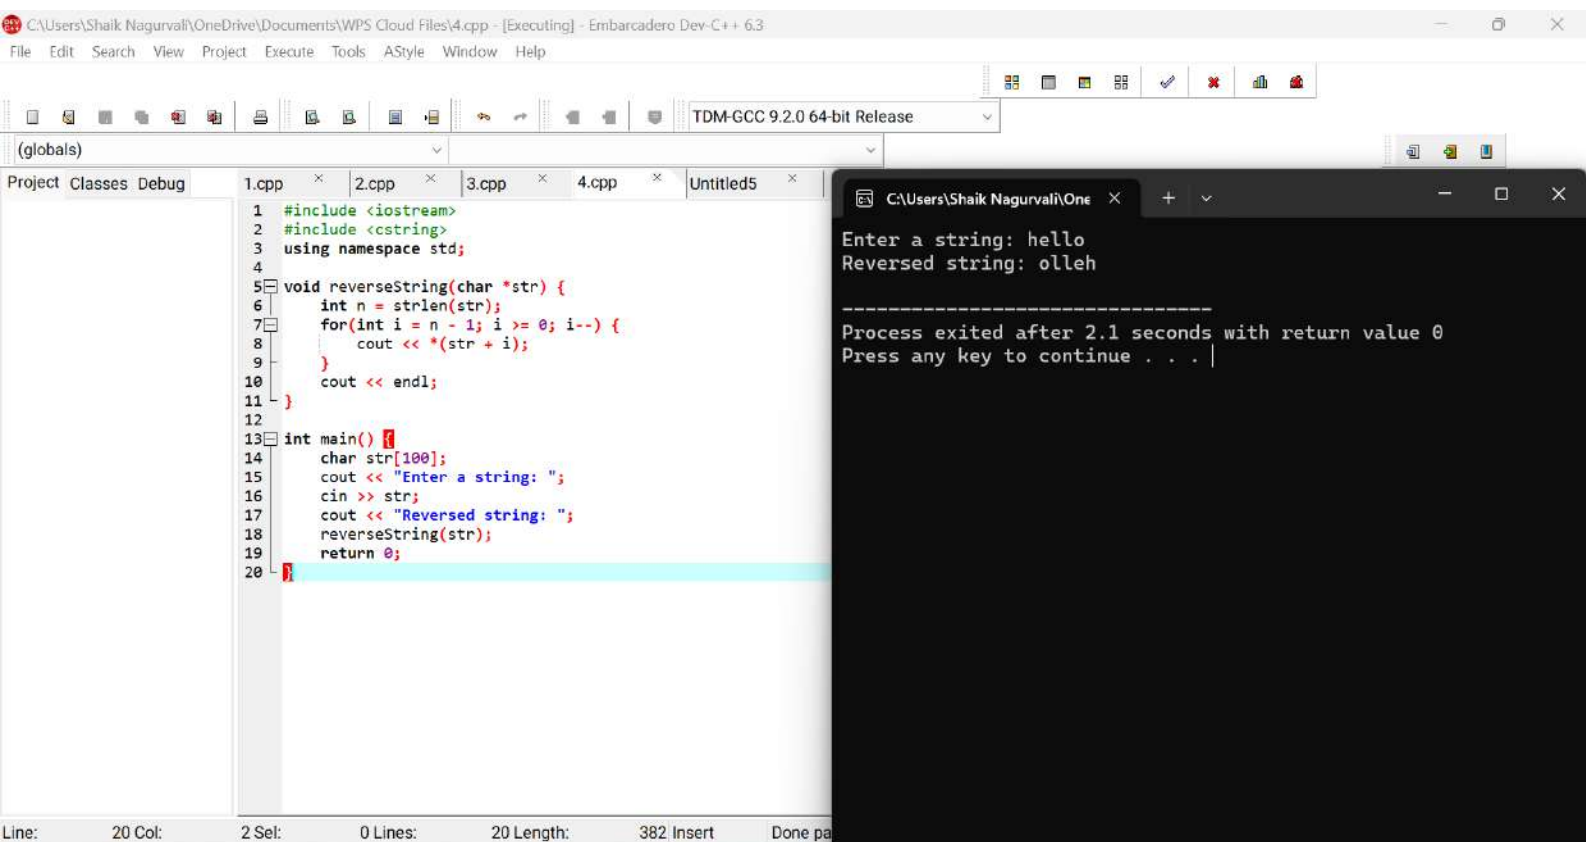 C:\Users\Shaik Nagurvali\OneDrive\Documents\WPS Cloud Files\4.cpp - [Executing] - Embarcadero Dev-C++ 6.3
File Edit Search View Project Execute Tools AStyle Window Help
TDM-GCC 9.2.0 64-bit Release
(globals)
Project Classes Debug
1.cpp 2.cpp 3.cpp 4.cpp Untitled5
1 #include <iostream>
2 #include <cstring>
3 using namespace std;
4
5 void reverseString(char *str) {
6     int n = strlen(str);
7     for(int i = n - 1; i >= 0; i--) {
8         cout << *(str + i);
9     }
10     cout << endl;
11 }
12
13 int main() {
14     char str[100];
15     cout << "Enter a string: ";
16     cin >> str;
17     cout << "Reversed string: ";
18     reverseString(str);
19     return 0;
20 }
C:\Users\Shaik Nagurvali\One
Enter a string: hello
Reversed string: olleh
--------------------------------
Process exited after 2.1 seconds with return value 0
Press any key to continue . . .
Line: 20 Col: 2 Sel: 0 Lines: 20 Length: 382 Insert Done pa